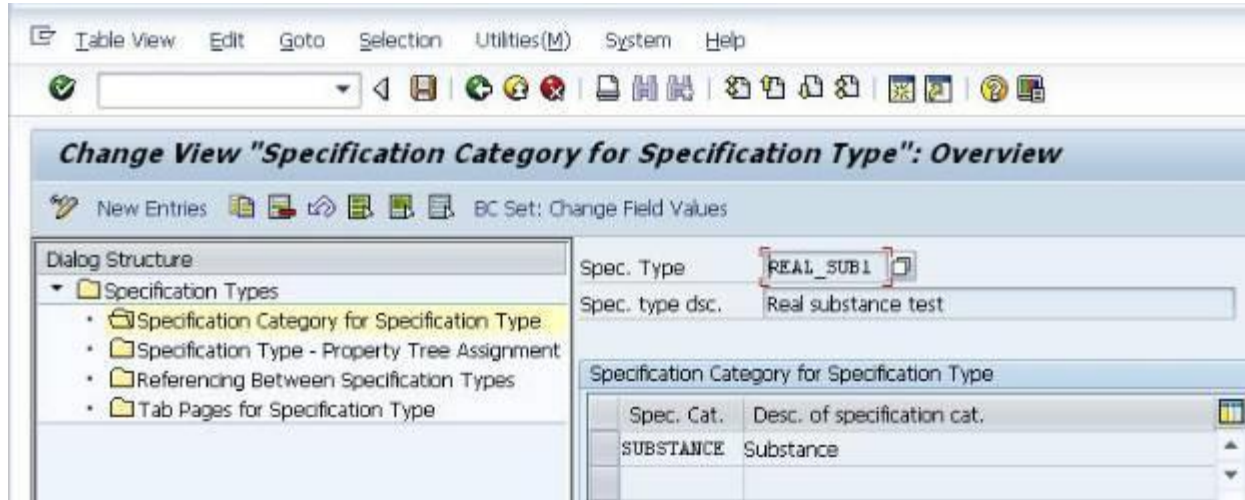 Table View Edit Goto Selection Utilities(M) System Help
Change View "Specification Category for Specification Type": Overview
New Entries BC Set: Change Field Values
Dialog Structure
Specification Types
Specification Category for Specification Type
Specification Type - Property Tree Assignment
Referencing Between Specification Types
Tab Pages for Specification Type
Spec. Type REAL_SUB1
Spec. type dsc. Real substance test
Specification Category for Specification Type
Spec. Cat. Desc. of specification cat.
SUBSTANCE Substance